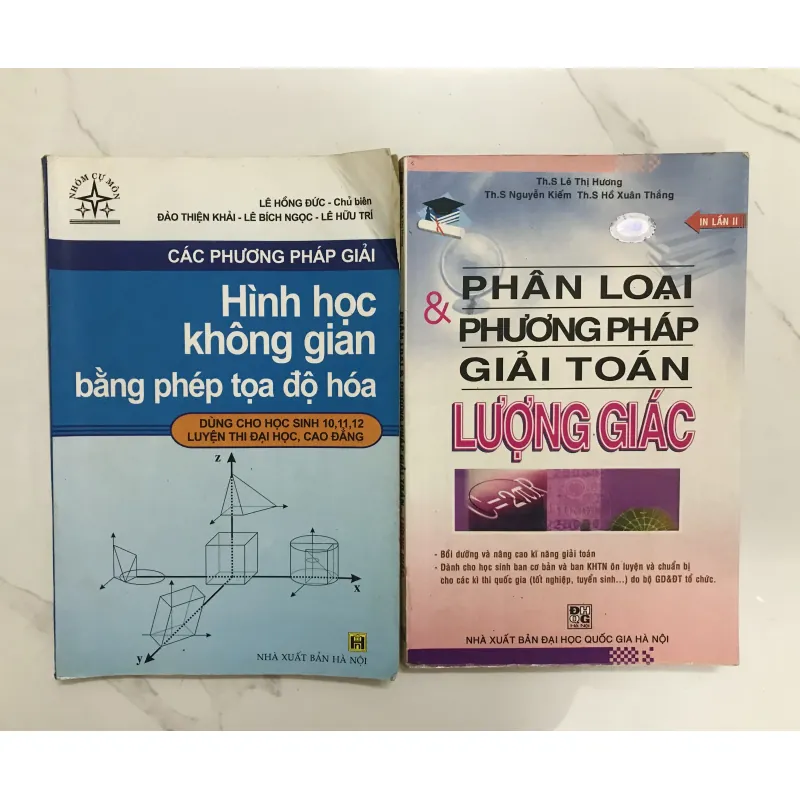 NHÓM CỰ MÔN
LÊ HỒNG ĐỨC - Chủ biên
ĐÀO THIỆN KHẢI - LÊ BÍCH NGỌC - LÊ HỮU TRÍ
CÁC PHƯƠNG PHÁP GIẢI
Hình học
không gian
bằng phép tọa độ hóa
DÙNG CHO HỌC SINH 10,11,12
LUYỆN THI ĐẠI HỌC, CAO ĐẲNG
z
x
y
NHÀ XUẤT BẢN HÀ NỘI
Th.S Lê Thị Hương
Th.S Nguyễn Kiếm Th.S Hồ Xuân Thắng
IN LẦN II
PHÂN LOẠI
& PHƯƠNG PHÁP
GIẢI TOÁN
LƯỢNG GIÁC
L=2πR
- Bồi dưỡng và nâng cao kĩ năng giải toán
- Dành cho học sinh ban cơ bản và ban KHTN ôn luyện và chuẩn bị
cho các kì thi quốc gia (tốt nghiệp, tuyển sinh...) do bộ GD&ĐT tổ chức.
ĐH
QG
HÀ NỘI
NHÀ XUẤT BẢN ĐẠI HỌC QUỐC GIA HÀ NỘI